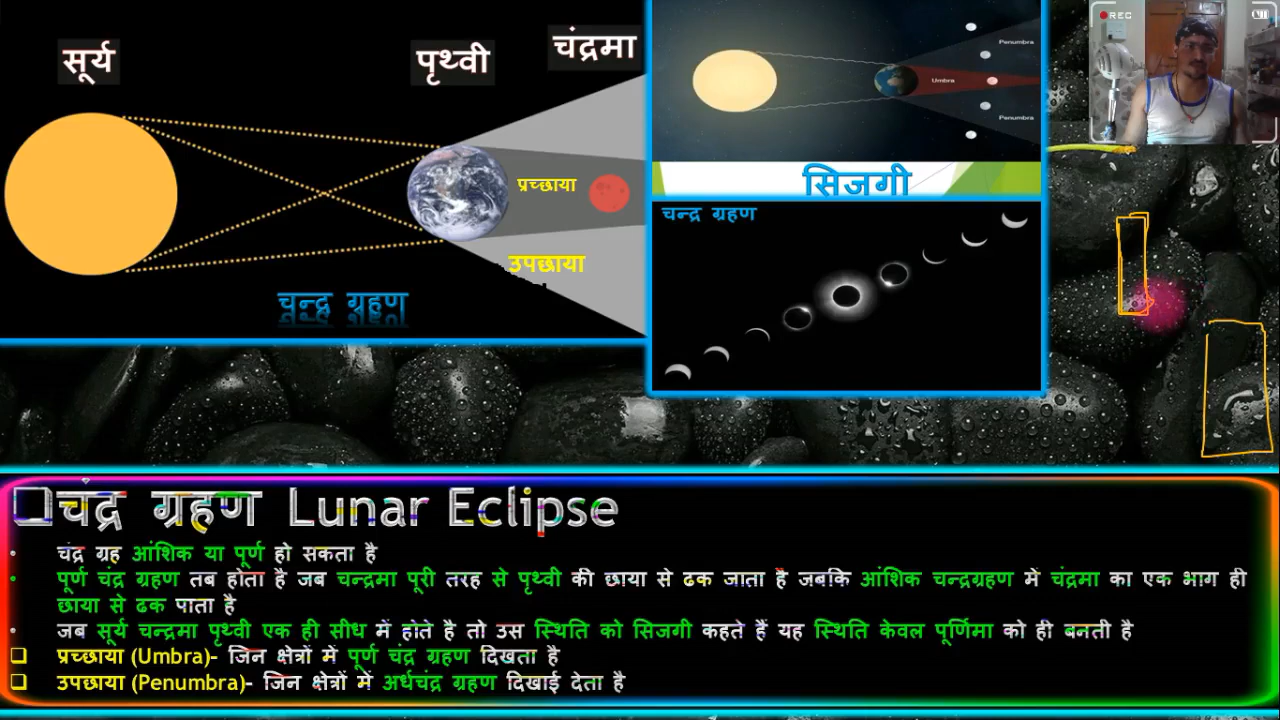 सूर्य
पृथ्वी
चंद्रमा
प्रच्छाया
उपछाया
चन्द्र ग्रहण
Penumbra
Umbra
Penumbra
सिजगी
चन्द्र ग्रहण
REC
चंद्र ग्रहण Lunar Eclipse
चंद्र ग्रह आंशिक या पूर्ण हो सकता है
पूर्ण चंद्र ग्रहण तब होता है जब चन्द्रमा पूरी तरह से पृथ्वी की छाया से ढक जाता है जबकि आंशिक चन्द्रग्रहण में चंद्रमा का एक भाग ही
छाया से ढक पाता है
जब सूर्य चन्द्रमा पृथ्वी एक ही सीध में होते है तो उस स्थिति को सिजगी कहते हैं यह स्थिति केवल पूर्णिमा को ही बनती है
प्रच्छाया (Umbra)- जिन क्षेत्रों में पूर्ण चंद्र ग्रहण दिखता है
उपछाया (Penumbra)- जिन क्षेत्रों में अर्धचंद्र ग्रहण दिखाई देता है